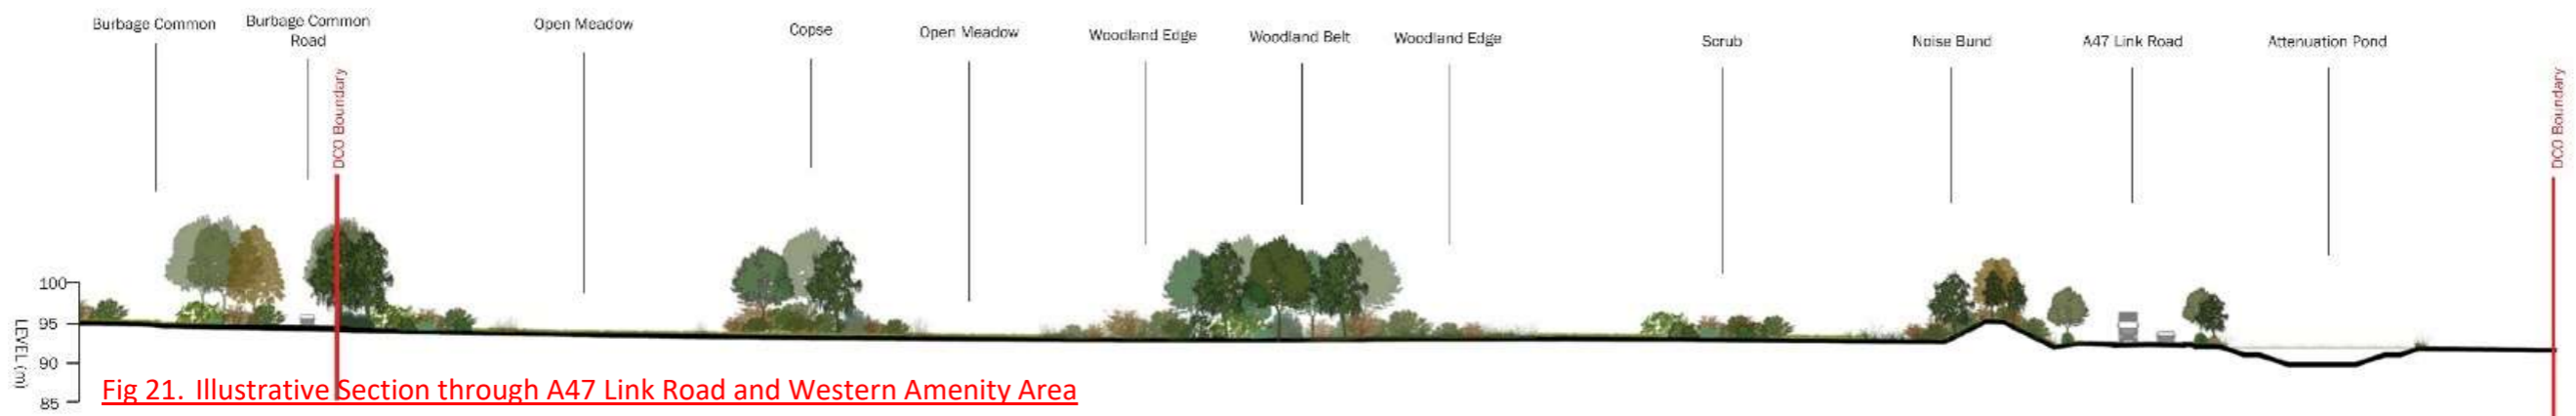 Burbage Common
Burbage Common
Road
Open Meadow
Copse
Open Meadow
Woodland Edge
Woodland Belt
Woodland Edge
Scrub
Noise Bund
A47 Link Road
Attenuation Pond
DCO Boundary
DCO Boundary
100
95
90
85
LEVEL (m)
Fig 21. Illustrative Section through A47 Link Road and Western Amenity Area